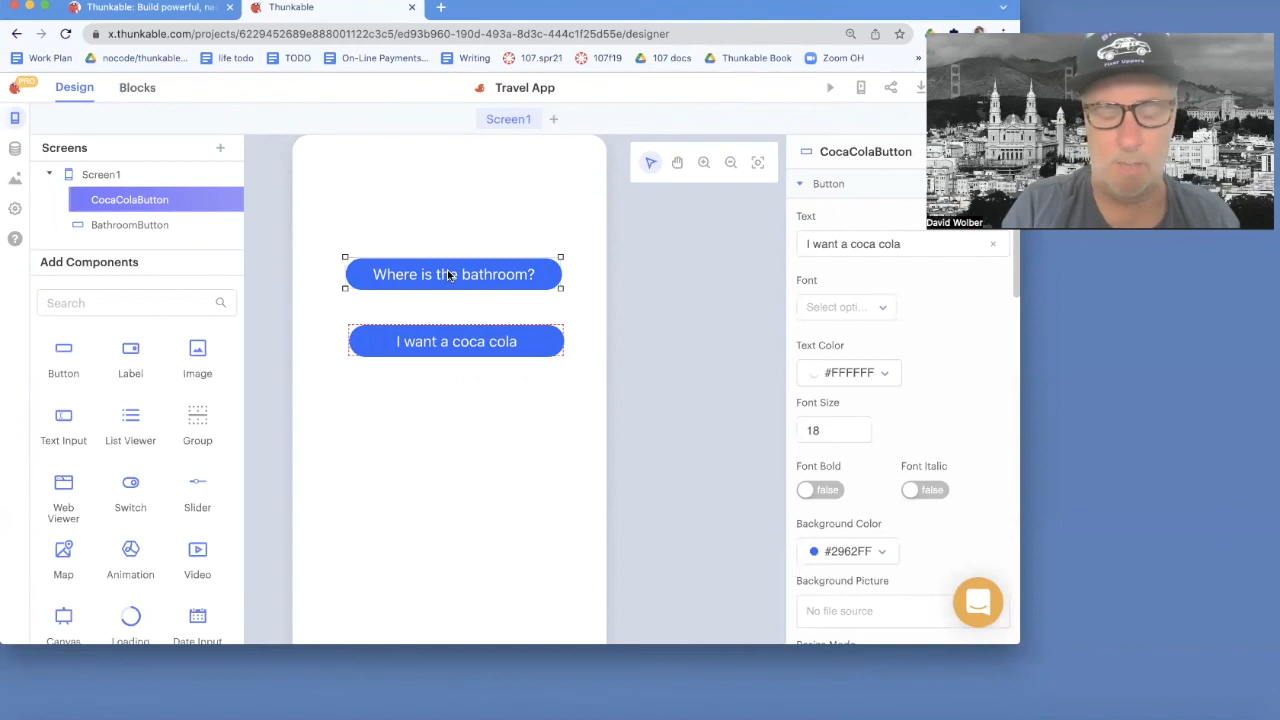 Thunkable: Build powerful, na
Thunkable
x.thunkable.com/projects/6229452689e888001122c3c5/ed93b960-190d-493a-8d3c-444c1f25d55e/designer
Work Plan
nocode/thunkable...
life todo
TODO
On-Line Payments...
Writing
107.spr21
107f19
107 docs
Thunkable Book
Zoom OH
»
PRO
Design
Blocks
Travel App
Screen1
Screens
Screen1
CocaColaButton
BathroomButton
Add Components
Search
Button
Label
Image
Text Input
List Viewer
Group
Web
Viewer
Switch
Slider
Map
Animation
Video
Canvas
Loading
Date Input
Where is the bathroom?
I want a coca cola
CocaColaButton
Button
Text
I want a coca cola
Font
Select opti...
Text Color
#FFFFFF
Font Size
18
Font Bold
Font Italic
false
false
Background Color
#2962FF
Background Picture
No file source
Resize Mode
Fixer Uppers
David Wolber